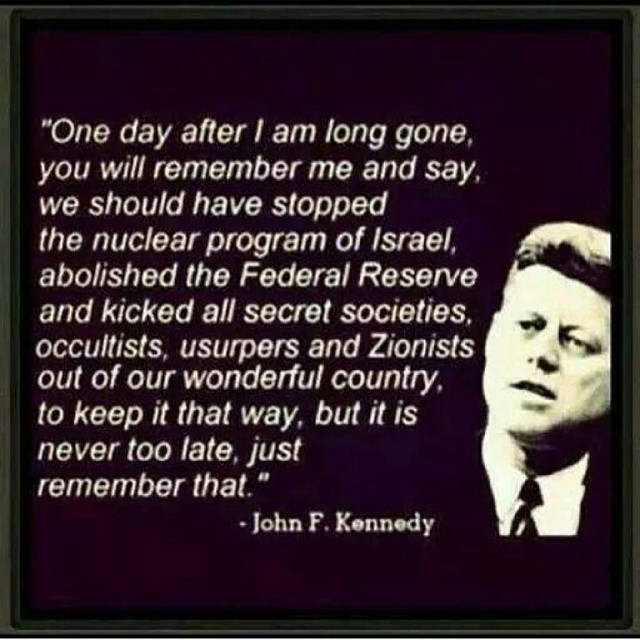 "One day after I am long gone,
you will remember me and say,
we should have stopped
the nuclear program of Israel,
abolished the Federal Reserve
and kicked all secret societies,
occultists, usurpers and Zionists
out of our wonderful country,
to keep it that way, but it is
never too late, just
remember that."
- John F. Kennedy